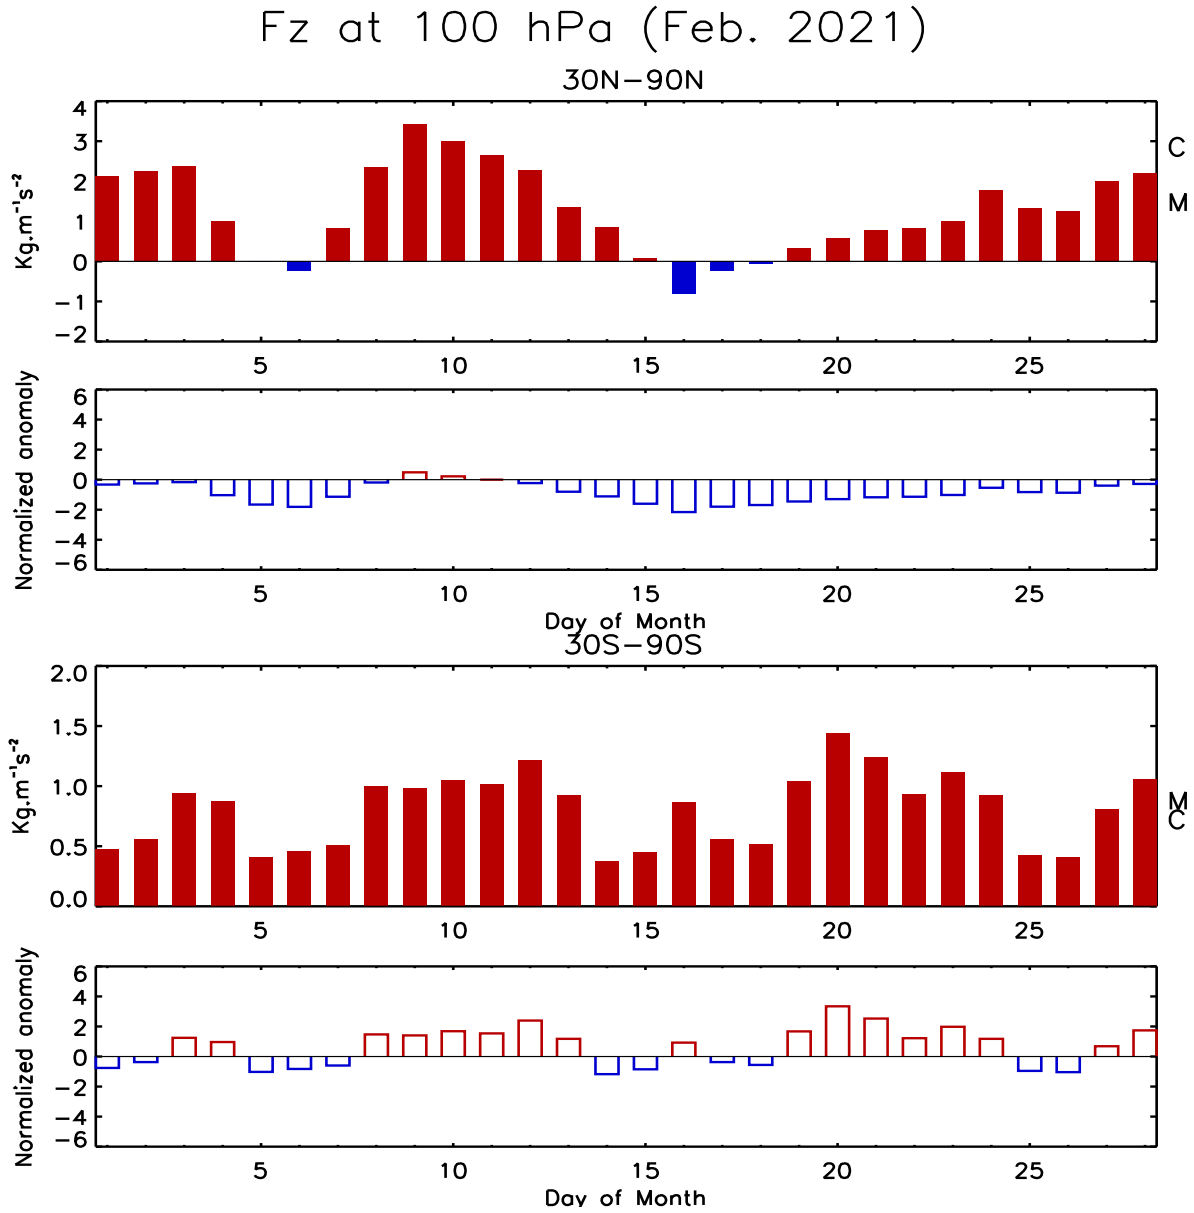 Fz at 100 hPa (Feb. 2021)
30N−90N
4
3
2
1
0
−1
−2
Kg.m⁻¹s⁻²
C
M
5 10 15 20 25
6
4
2
0
−2
−4
−6
Normalized anomaly
5 10 15 20 25
Day of Month
30S−90S
2.0
1.5
1.0
0.5
0.0
Kg.m⁻¹s⁻²
M
C
5 10 15 20 25
6
4
2
0
−2
−4
−6
Normalized anomaly
5 10 15 20 25
Day of Month